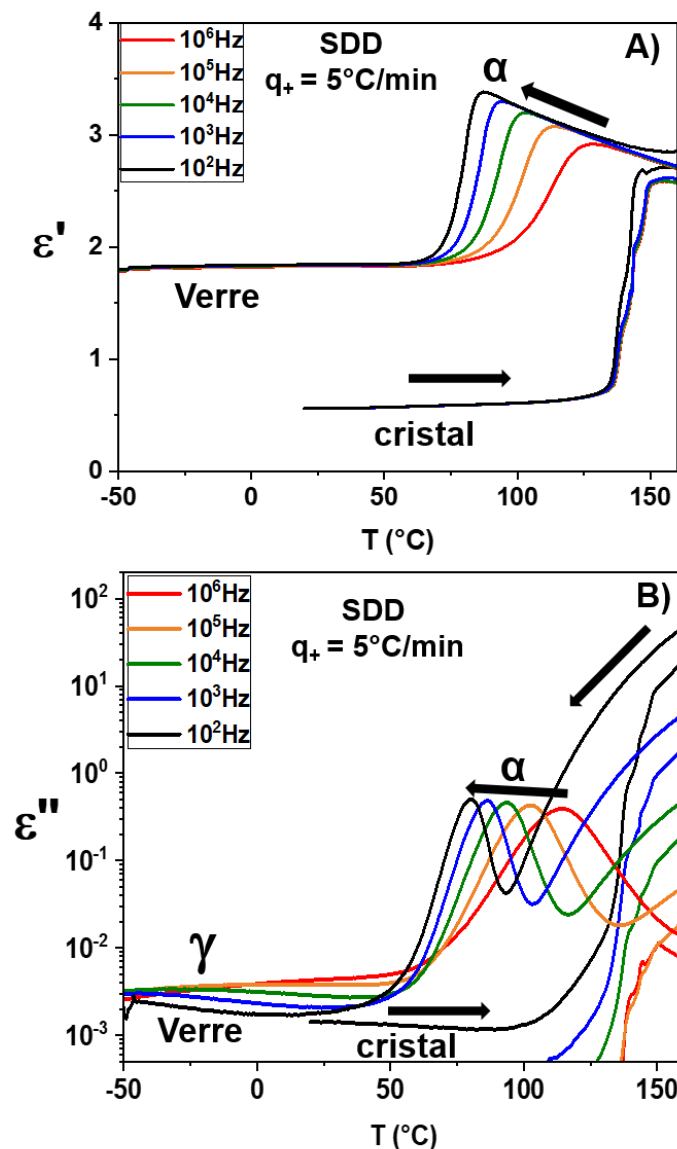 A)
SDD
q₊ = 5°C/min
10⁶Hz
10⁵Hz
10⁴Hz
10³Hz
10²Hz
α
Verre
cristal
4
3
2
1
0
ε'
-50
0
50
100
150
T (°C)
B)
SDD
q₊ = 5°C/min
10⁶Hz
10⁵Hz
10⁴Hz
10³Hz
10²Hz
α
γ
Verre
cristal
10²
10¹
10⁰
10⁻¹
10⁻²
10⁻³
ε"
-50
0
50
100
150
T (°C)